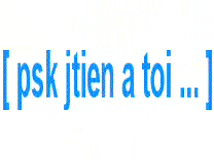 [ psk jtien a toi ... ]